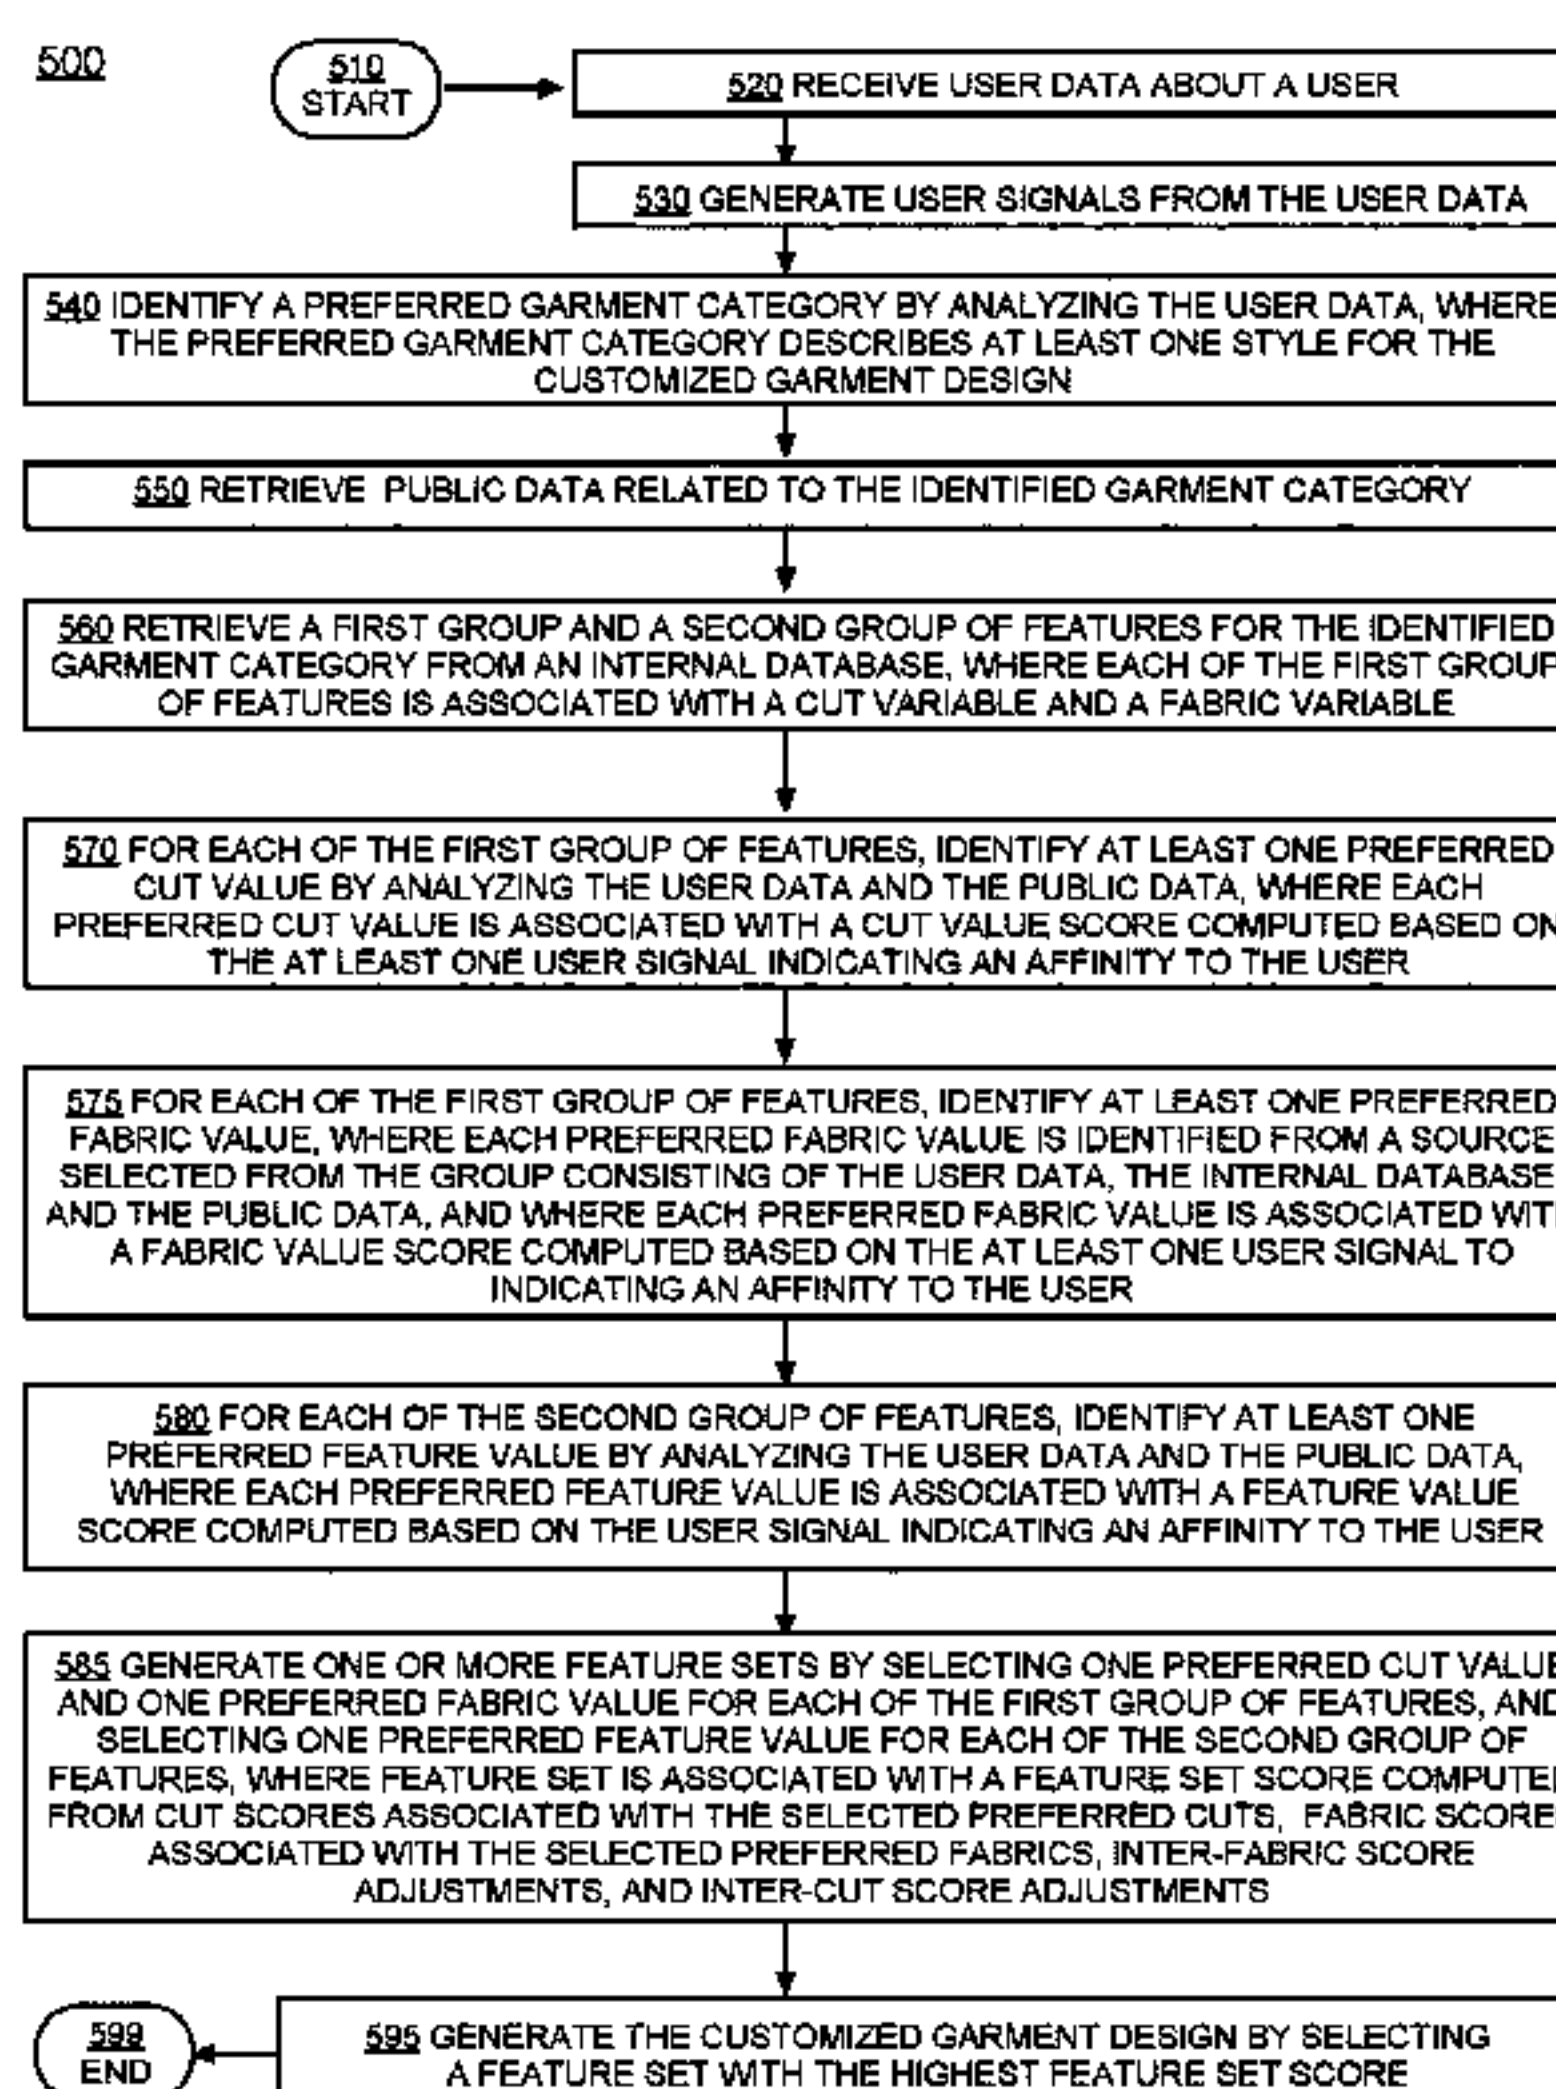 500
510
START
520 RECEIVE USER DATA ABOUT A USER
530 GENERATE USER SIGNALS FROM THE USER DATA
540 IDENTIFY A PREFERRED GARMENT CATEGORY BY ANALYZING THE USER DATA, WHERE
THE PREFERRED GARMENT CATEGORY DESCRIBES AT LEAST ONE STYLE FOR THE
CUSTOMIZED GARMENT DESIGN
550 RETRIEVE PUBLIC DATA RELATED TO THE IDENTIFIED GARMENT CATEGORY
560 RETRIEVE A FIRST GROUP AND A SECOND GROUP OF FEATURES FOR THE IDENTIFIED
GARMENT CATEGORY FROM AN INTERNAL DATABASE, WHERE EACH OF THE FIRST GROUP
OF FEATURES IS ASSOCIATED WITH A CUT VARIABLE AND A FABRIC VARIABLE
570 FOR EACH OF THE FIRST GROUP OF FEATURES, IDENTIFY AT LEAST ONE PREFERRED
CUT VALUE BY ANALYZING THE USER DATA AND THE PUBLIC DATA, WHERE EACH
PREFERRED CUT VALUE IS ASSOCIATED WITH A CUT VALUE SCORE COMPUTED BASED ON
THE AT LEAST ONE USER SIGNAL INDICATING AN AFFINITY TO THE USER
575 FOR EACH OF THE FIRST GROUP OF FEATURES, IDENTIFY AT LEAST ONE PREFERRED
FABRIC VALUE, WHERE EACH PREFERRED FABRIC VALUE IS IDENTIFIED FROM A SOURCE
SELECTED FROM THE GROUP CONSISTING OF THE USER DATA, THE INTERNAL DATABASE
AND THE PUBLIC DATA, AND WHERE EACH PREFERRED FABRIC VALUE IS ASSOCIATED WIT
A FABRIC VALUE SCORE COMPUTED BASED ON THE AT LEAST ONE USER SIGNAL TO
INDICATING AN AFFINITY TO THE USER
580 FOR EACH OF THE SECOND GROUP OF FEATURES, IDENTIFY AT LEAST ONE
PREFERRED FEATURE VALUE BY ANALYZING THE USER DATA AND THE PUBLIC DATA,
WHERE EACH PREFERRED FEATURE VALUE IS ASSOCIATED WITH A FEATURE VALUE
SCORE COMPUTED BASED ON THE USER SIGNAL INDICATING AN AFFINITY TO THE USER
585 GENERATE ONE OR MORE FEATURE SETS BY SELECTING ONE PREFERRED CUT VALUE
AND ONE PREFERRED FABRIC VALUE FOR EACH OF THE FIRST GROUP OF FEATURES, AND
SELECTING ONE PREFERRED FEATURE VALUE FOR EACH OF THE SECOND GROUP OF
FEATURES, WHERE FEATURE SET IS ASSOCIATED WITH A FEATURE SET SCORE COMPUTE
FROM CUT SCORES ASSOCIATED WITH THE SELECTED PREFERRED CUTS, FABRIC SCORE
ASSOCIATED WITH THE SELECTED PREFERRED FABRICS, INTER-FABRIC SCORE
ADJUSTMENTS, AND INTER-CUT SCORE ADJUSTMENTS
595 GENERATE THE CUSTOMIZED GARMENT DESIGN BY SELECTING
A FEATURE SET WITH THE HIGHEST FEATURE SET SCORE
599
END